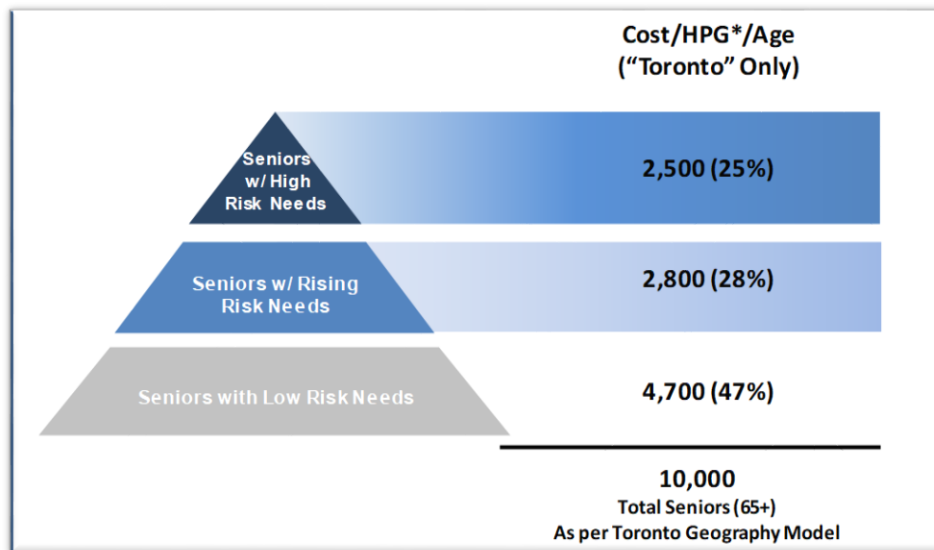 Cost/HPG*/Age
("Toronto" Only)
Seniors
w/ High
Risk Needs
2,500 (25%)
Seniors w/ Rising
Risk Needs
2,800 (28%)
Seniors with Low Risk Needs
4,700 (47%)
10,000
Total Seniors (65+)
As per Toronto Geography Model